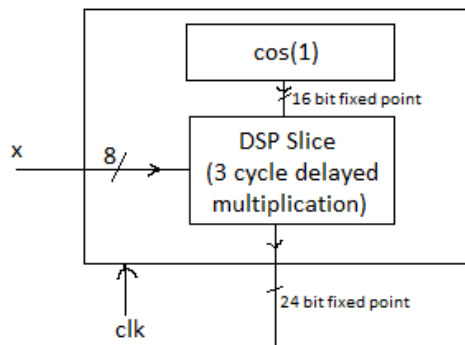 cos(1)
16 bit fixed point
x
8
DSP Slice
(3 cycle delayed
multiplication)
24 bit fixed point
clk